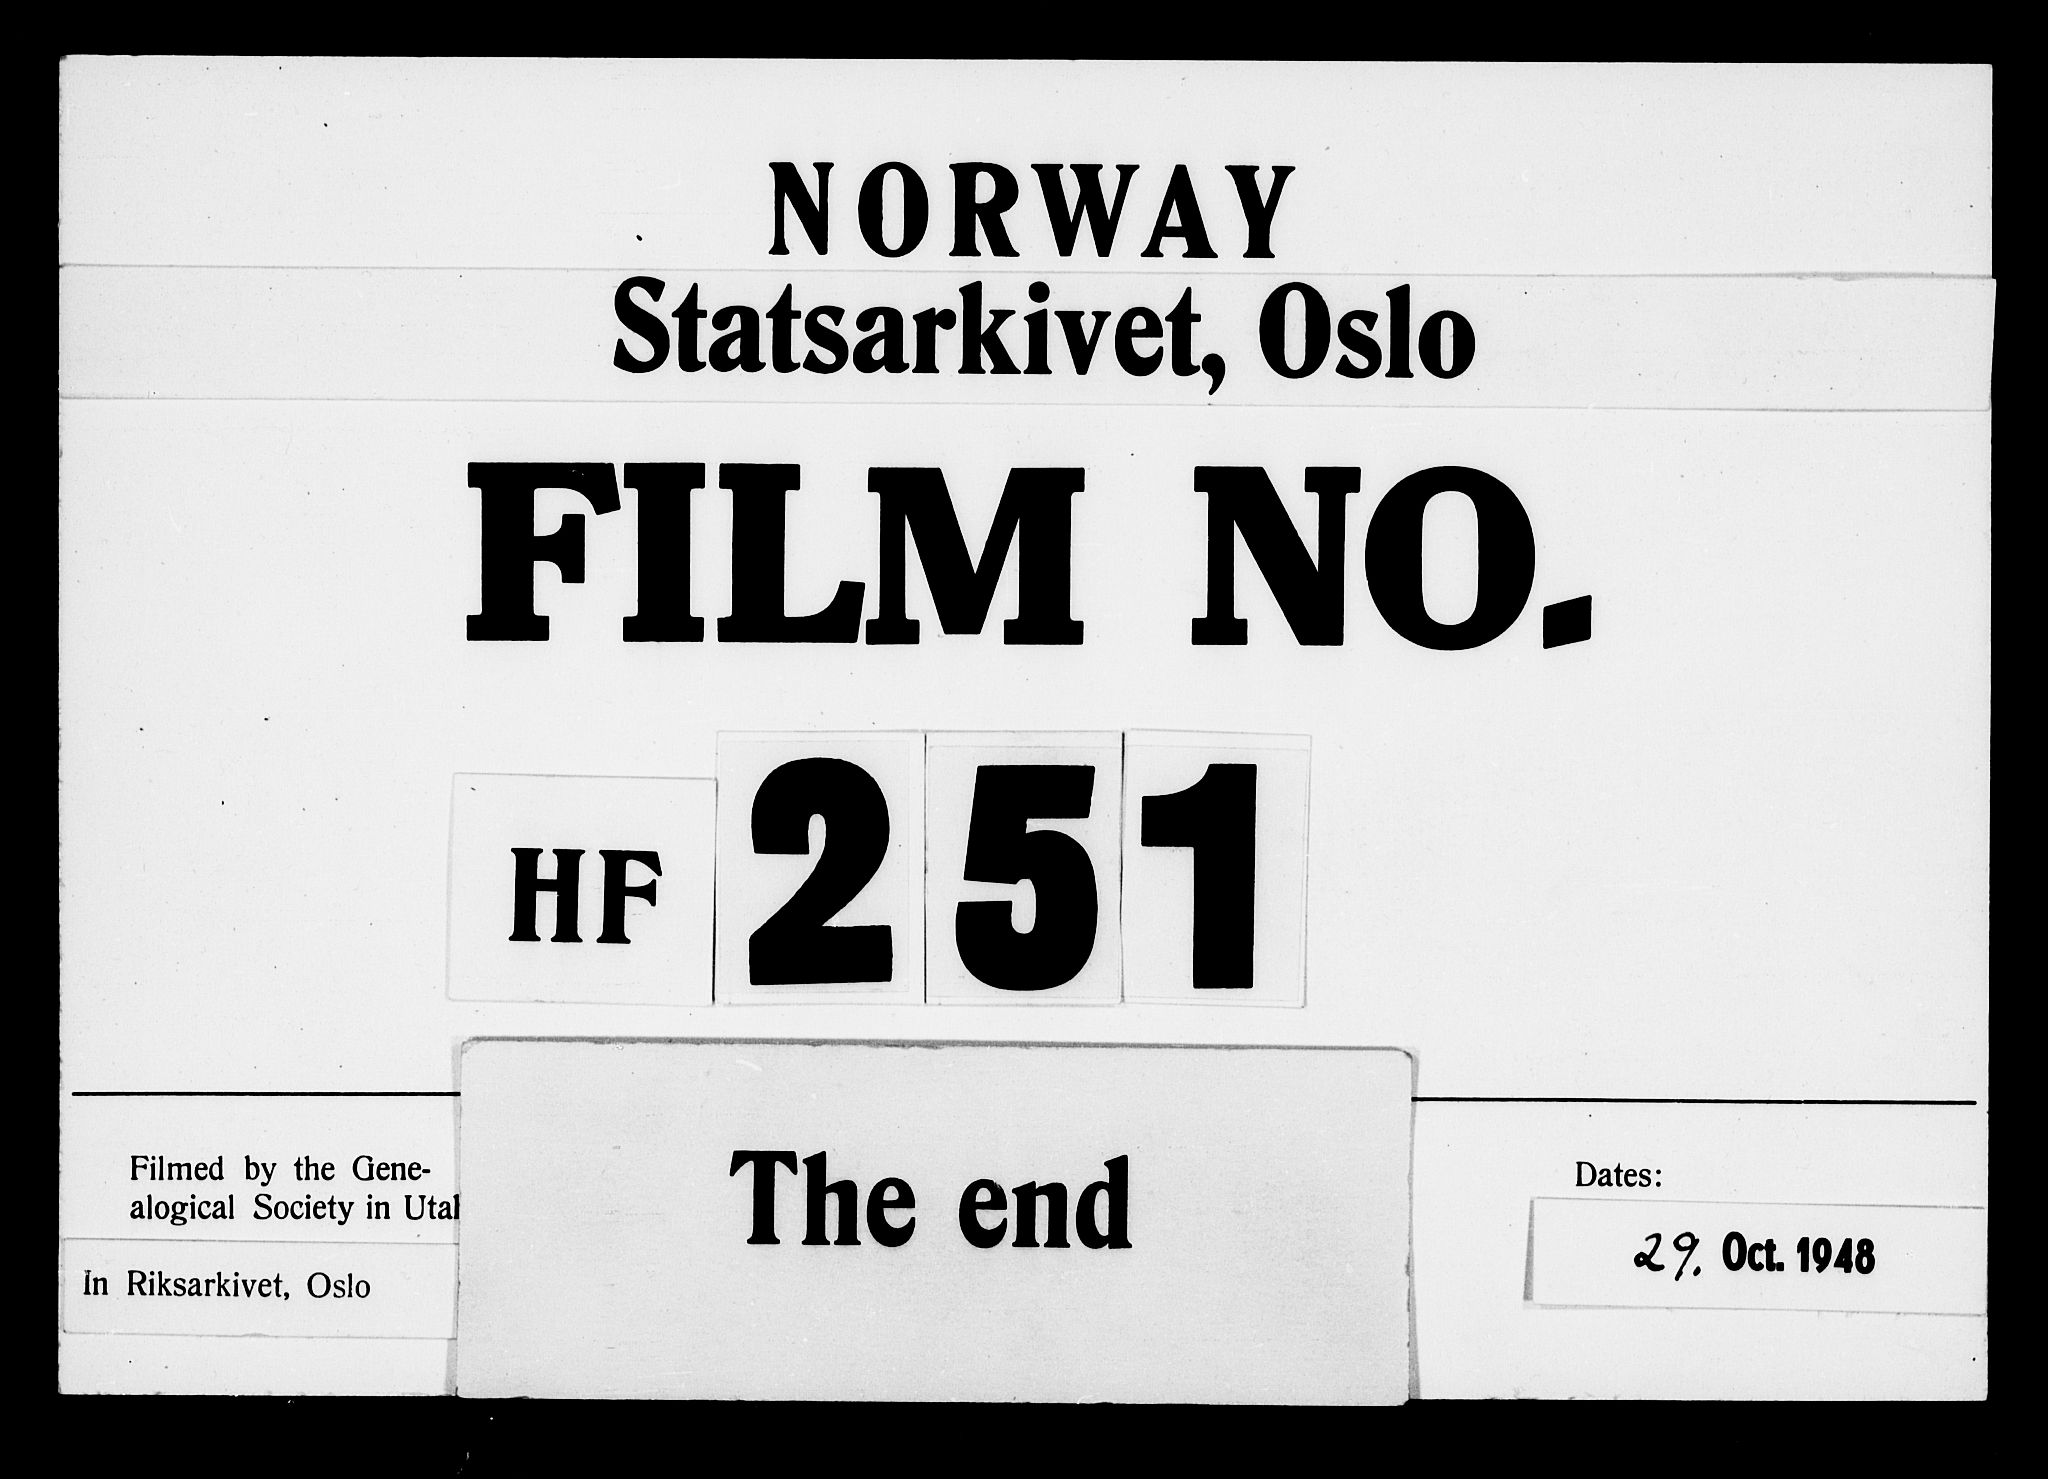 NORWAY
Statsarkivet, Oslo
FILM NO.
HF 251
Filmed by the Gene-
alogical Society in Utah
In Riksarkivet, Oslo
The end
Dates:
29. Oct. 1948